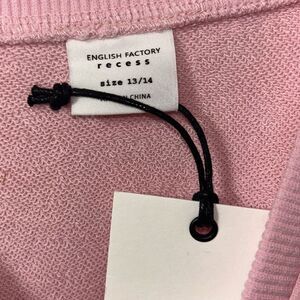 ENGLISH FACTORY
recess
size 13/14
CHINA